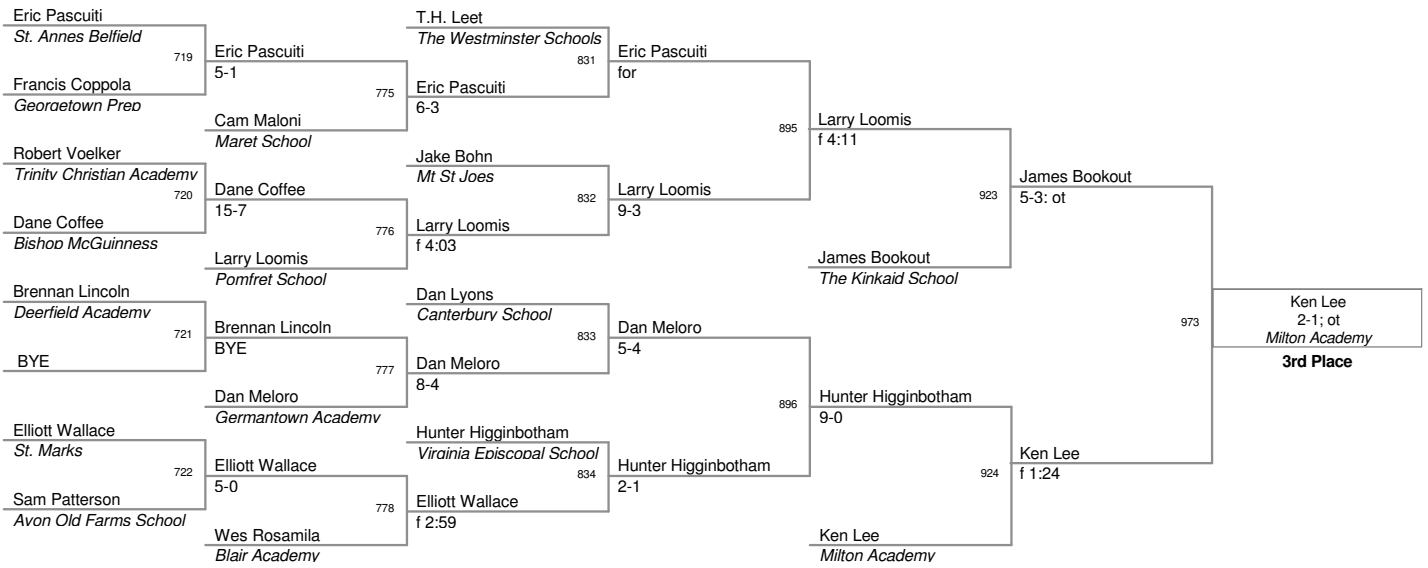 Eric Pascuiti
St. Annes Belfield
719
Francis Coppola
Georgetown Prep
Robert Voelker
Trinity Christian Academy
720
Dane Coffee
Bishop McGuinness
Brennan Lincoln
Deerfield Academy
721
BYE
Elliott Wallace
St. Marks
722
Sam Patterson
Avon Old Farms School
Eric Pascuiti
5-1
775
Cam Maloni
Maret School
Dane Coffee
15-7
776
Larry Loomis
Pomfret School
Brennan Lincoln
BYE
777
Dan Meloro
Germantown Academy
Elliott Wallace
5-0
778
Wes Rosamila
Blair Academy
T.H. Leet
The Westminster Schools
831
Eric Pascuiti
6-3
Jake Bohn
Mt St Joes
832
Larry Loomis
f 4:03
Dan Lyons
Canterbury School
833
Dan Meloro
8-4
Hunter Higginbotham
Virginia Episcopal School
834
Elliott Wallace
f 2:59
Eric Pascuiti
for
895
Larry Loomis
9-3
Dan Meloro
5-4
896
Hunter Higginbotham
2-1
Larry Loomis
f 4:11
923
James Bookout
The Kinkaid School
Hunter Higginbotham
9-0
924
Ken Lee
Milton Academy
James Bookout
5-3: ot
973
Ken Lee
f 1:24
Ken Lee
2-1; ot
Milton Academy
3rd Place